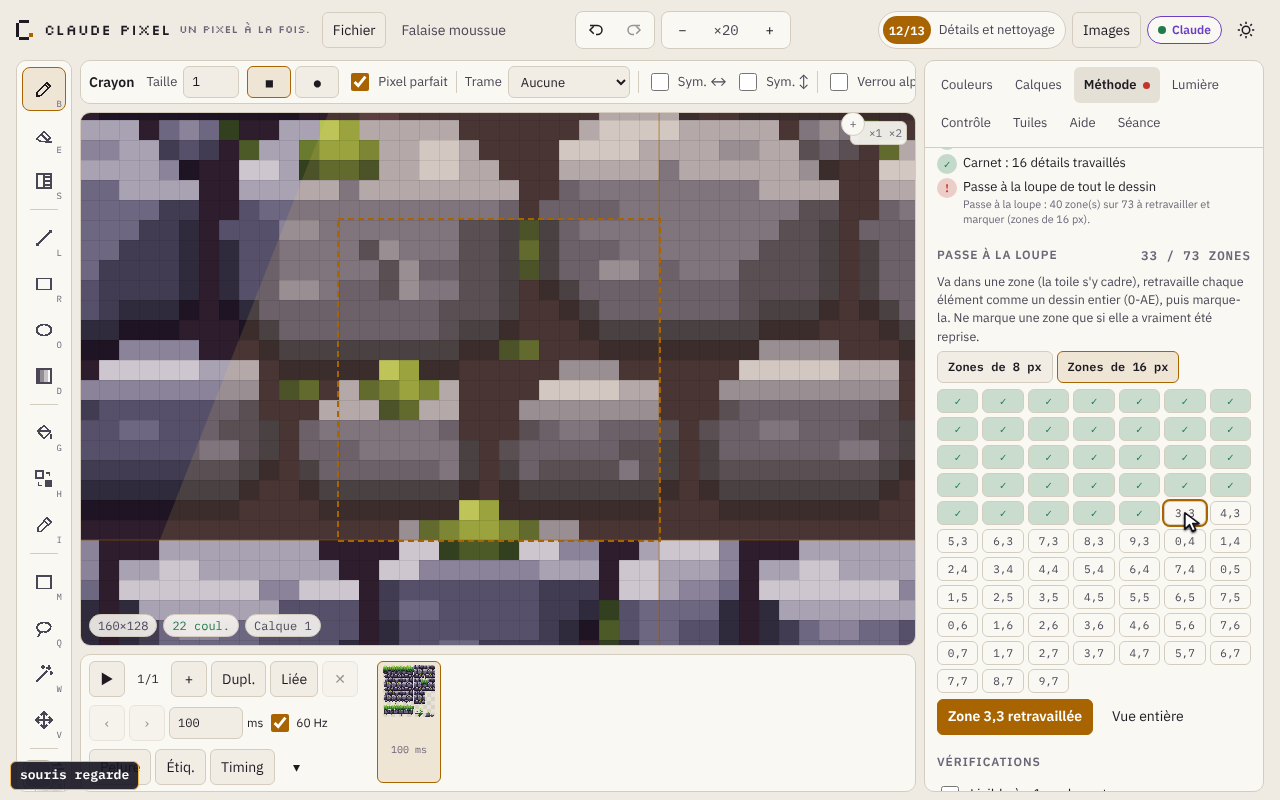 CLAUDE PIXEL UN PIXEL À LA FOIS. Fichier Falaise moussue − ×20 + 12/13 Détails et nettoyage Images Claude
Crayon Taille 1 Pixel parfait Trame Aucune Sym. ↔ Sym. ↕ Verrou alp
B
E
S
L
R
O
D
G
H
I
M
Q
W
V
+ ×1 ×2
160×128 22 coul. Calque 1
1/1 + Dupl. Liée ✕
‹ › 100 ms 60 Hz
Étiq. Timing ▼
100 ms
souris regarde
Couleurs Calques Méthode Lumière
Contrôle Tuiles Aide Séance
✓ Carnet : 16 détails travaillés
! Passe à la loupe de tout le dessin
Passe à la loupe : 40 zone(s) sur 73 à retravailler et
marquer (zones de 16 px).
PASSE À LA LOUPE 33 / 73 ZONES
Va dans une zone (la toile s'y cadre), retravaille chaque
élément comme un dessin entier (0-AE), puis marque-
la. Ne marque une zone que si elle a vraiment été
reprise.
Zones de 8 px Zones de 16 px
✓ ✓ ✓ ✓ ✓ ✓ ✓
✓ ✓ ✓ ✓ ✓ ✓ ✓
✓ ✓ ✓ ✓ ✓ ✓ ✓
✓ ✓ ✓ ✓ ✓ ✓ ✓
✓ ✓ ✓ ✓ ✓ 3,3 4,3
5,3 6,3 7,3 8,3 9,3 0,4 1,4
2,4 3,4 4,4 5,4 6,4 7,4 0,5
1,5 2,5 3,5 4,5 5,5 6,5 7,5
0,6 1,6 2,6 3,6 4,6 5,6 7,6
0,7 1,7 2,7 3,7 4,7 5,7 6,7
7,7 8,7 9,7
Zone 3,3 retravaillée Vue entière
VÉRIFICATIONS